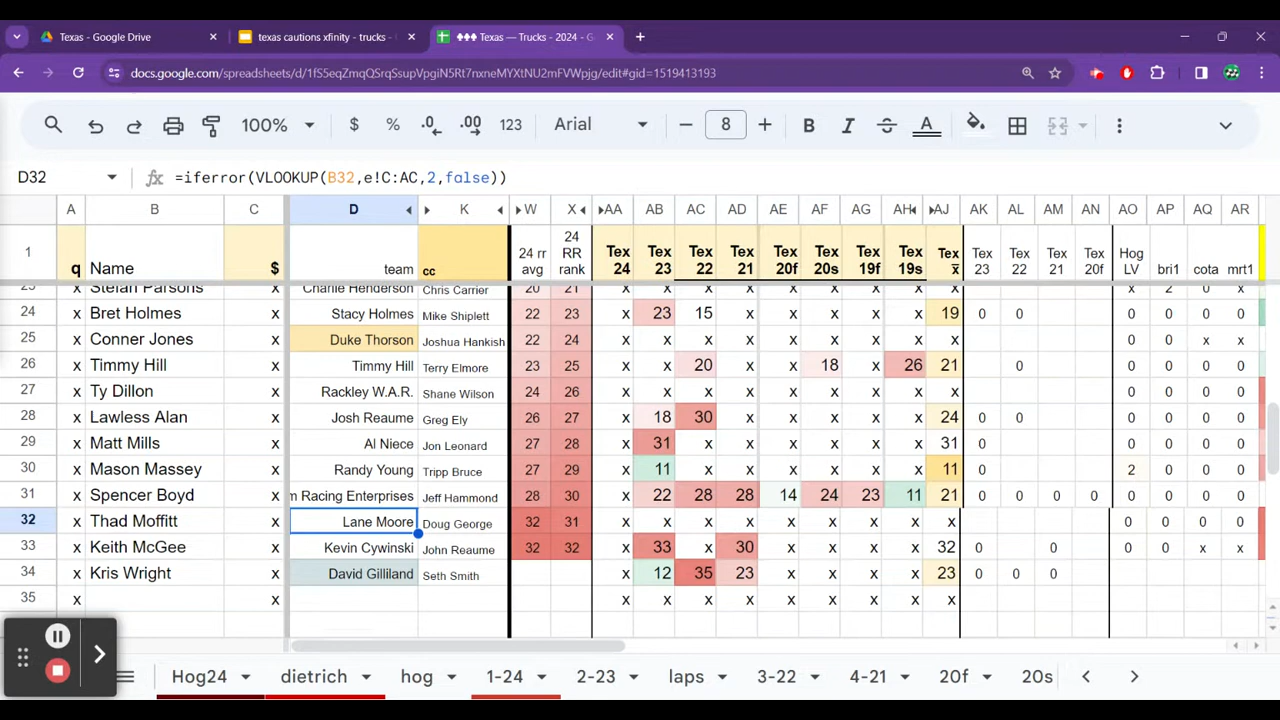 Texas - Google Drive × texas cautions xfinity - trucks - × ♦♦♦ Texas — Trucks - 2024 - G × +
docs.google.com/spreadsheets/d/1fS5eqZmqQSrqSsupVpgiN5Rt7nxneMYXtNU2mFVWpjg/edit#gid=1519413193
100% $ % .0 .00 123 Arial − 8 + B I S A
D32 fx =iferror(VLOOKUP(B32,e!C:AC,2,false))
A B C D K W X AA AB AC AD AE AF AG AH AJ AK AL AM AN AO AP AQ AR
1 q Name $ team cc 24 rr avg 24 RR rank Tex 24 Tex 23 Tex 22 Tex 21 Tex 20f Tex 20s Tex 19f Tex 19s Tex x̅ Tex 23 Tex 22 Tex 21 Tex 20f Hog LV bri1 cota mrt1
23 x Stefan Parsons x Charlie Henderson Chris Carrier 20 21 x x x x x x x x x x 2 0 x
24 x Bret Holmes x Stacy Holmes Mike Shiplett 22 23 x 23 15 x x x x x 19 0 0 0 0 0 0
25 x Conner Jones x Duke Thorson Joshua Hankish 22 24 x x x x x x x x x 0 0 x x
26 x Timmy Hill x Timmy Hill Terry Elmore 23 25 x x 20 x x 18 x 26 21 0 0 0 0 0
27 x Ty Dillon x Rackley W.A.R. Shane Wilson 24 26 x x x x x x x x x 0 0 0 0
28 x Lawless Alan x Josh Reaume Greg Ely 26 27 x 18 30 x x x x x 24 0 0 0 0 0 0
29 x Matt Mills x Al Niece Jon Leonard 27 28 x 31 x x x x x x 31 0 0 0 0 0
30 x Mason Massey x Randy Young Tripp Bruce 27 29 x 11 x x x x x x 11 0 2 0 0 0
31 x Spencer Boyd x n Racing Enterprises Jeff Hammond 28 30 x 22 28 28 14 24 23 11 21 0 0 0 0 0 0 0 0
32 x Thad Moffitt x Lane Moore Doug George 32 31 x x x x x x x x x 0 0 0 0
33 x Keith McGee x Kevin Cywinski John Reaume 32 32 x 33 x 30 x x x x 32 0 0 0 0 x x
34 x Kris Wright x David Gilliland Seth Smith x 12 35 23 x x x x 23 0 0 0
35 x x x x x x x x x x x
Hog24 dietrich hog 1-24 2-23 laps 3-22 4-21 20f 20s